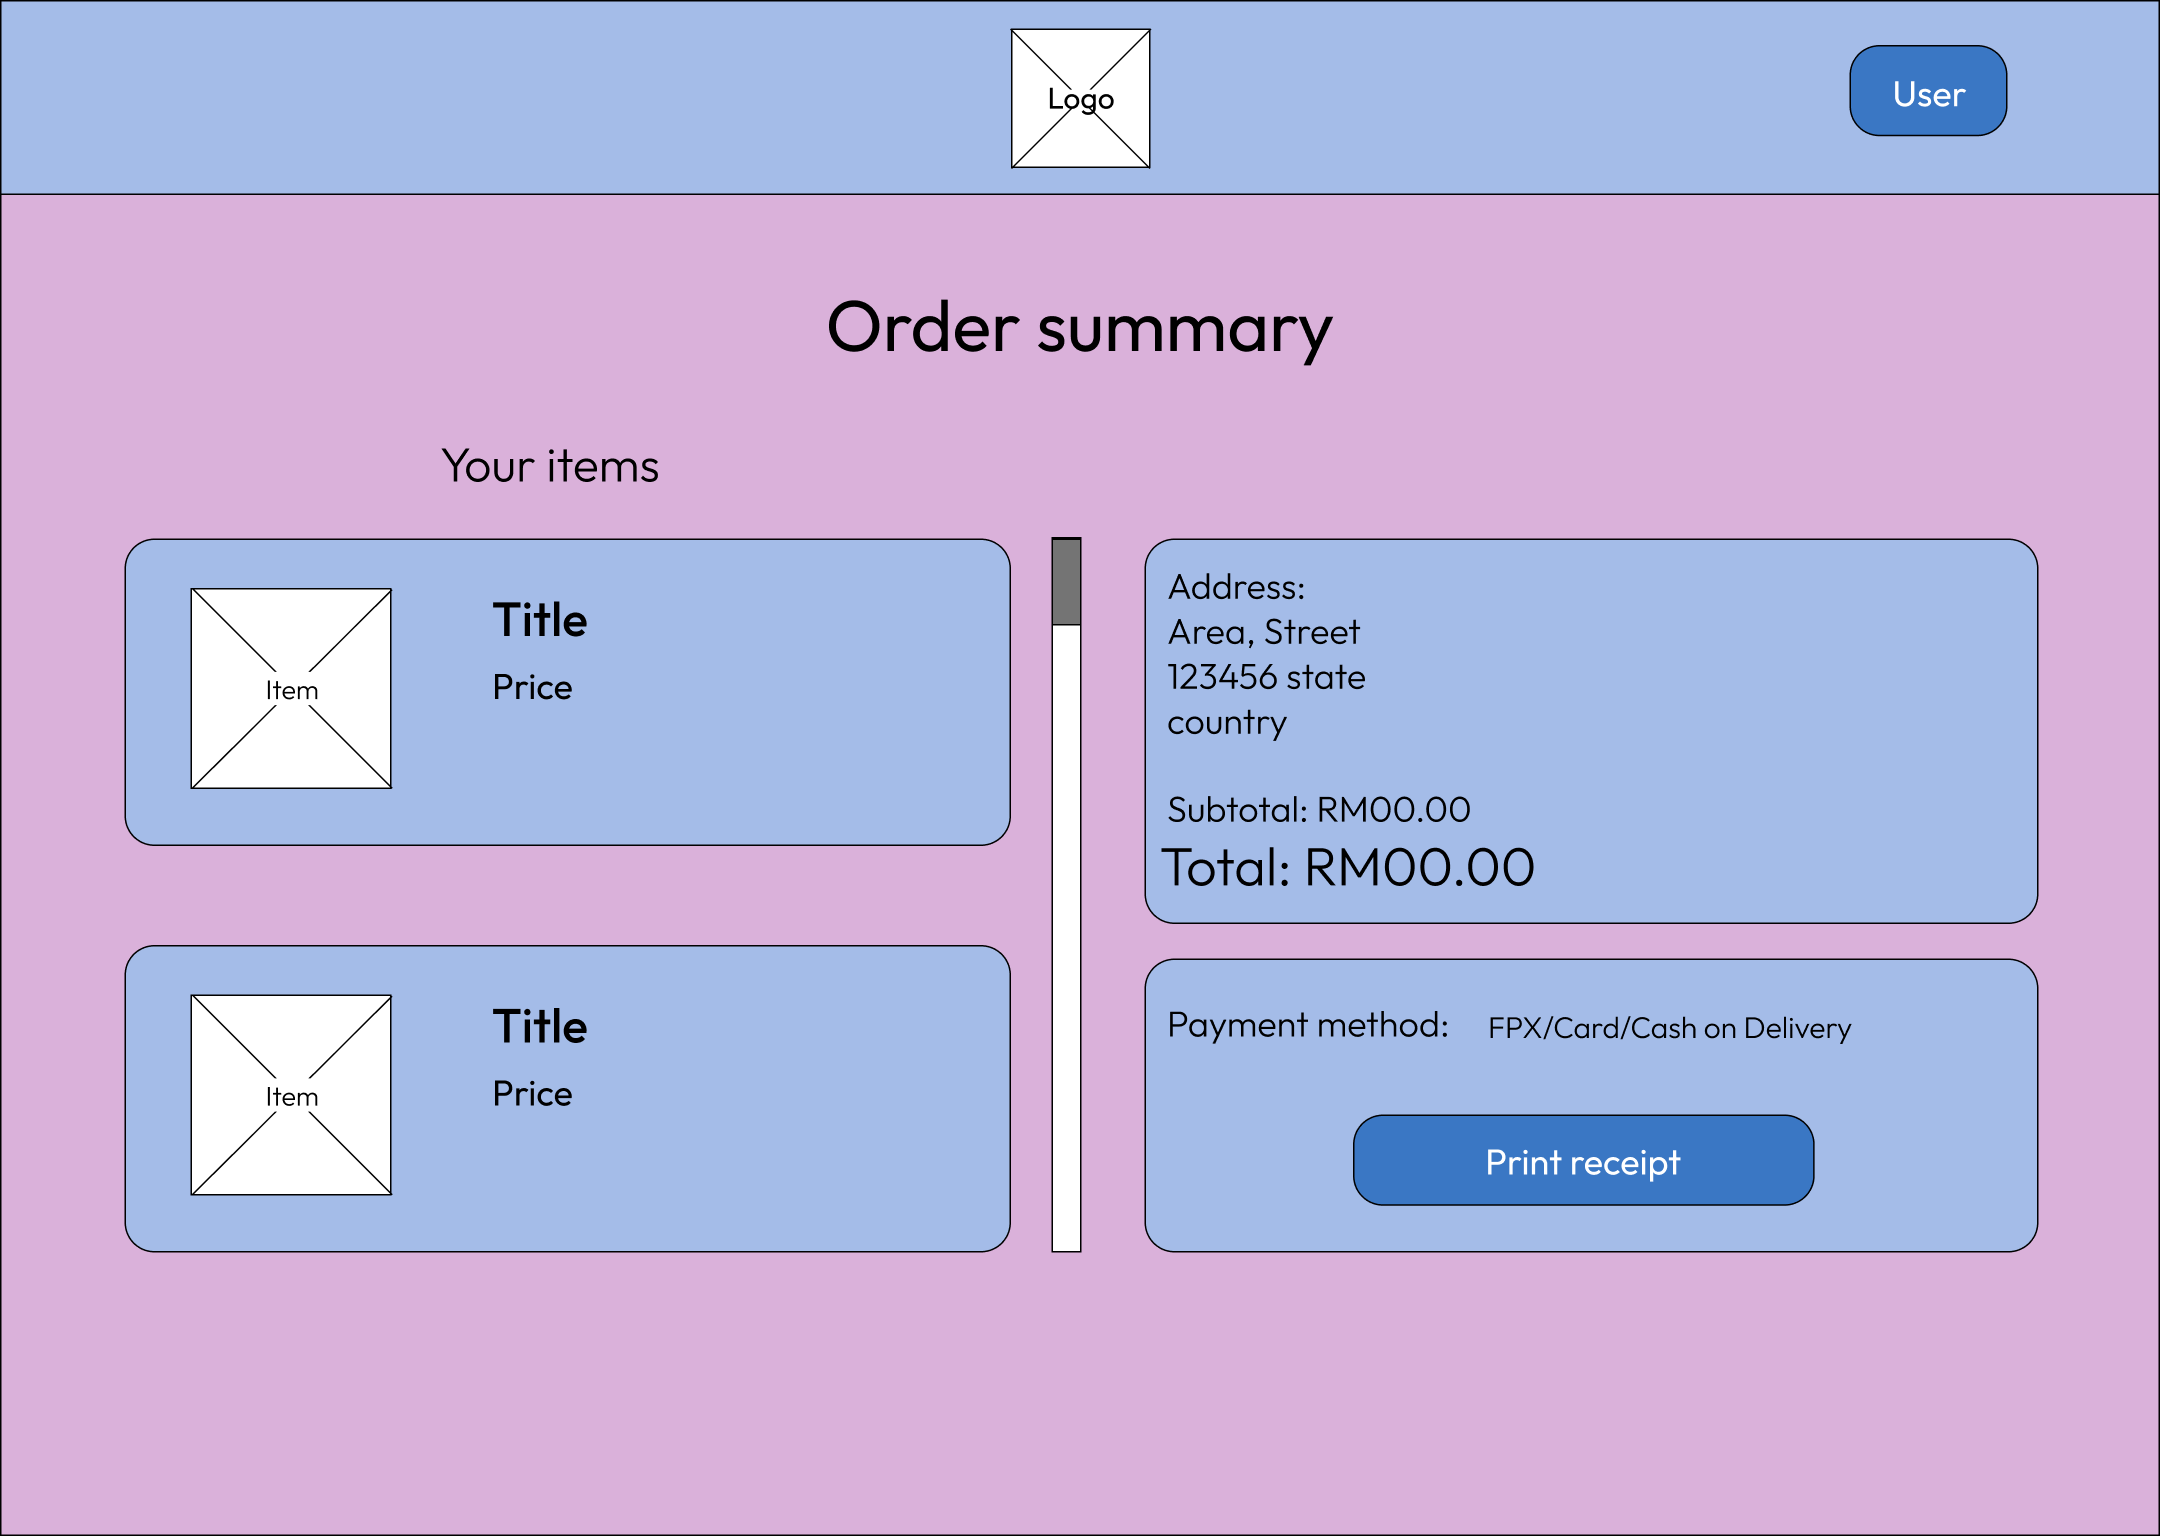 Logo
User
Order summary
Your items
Item
Title
Price
Item
Title
Price
Address:
Area, Street
123456 state
country
Subtotal: RM00.00
Total: RM00.00
Payment method: FPX/Card/Cash on Delivery
Print receipt